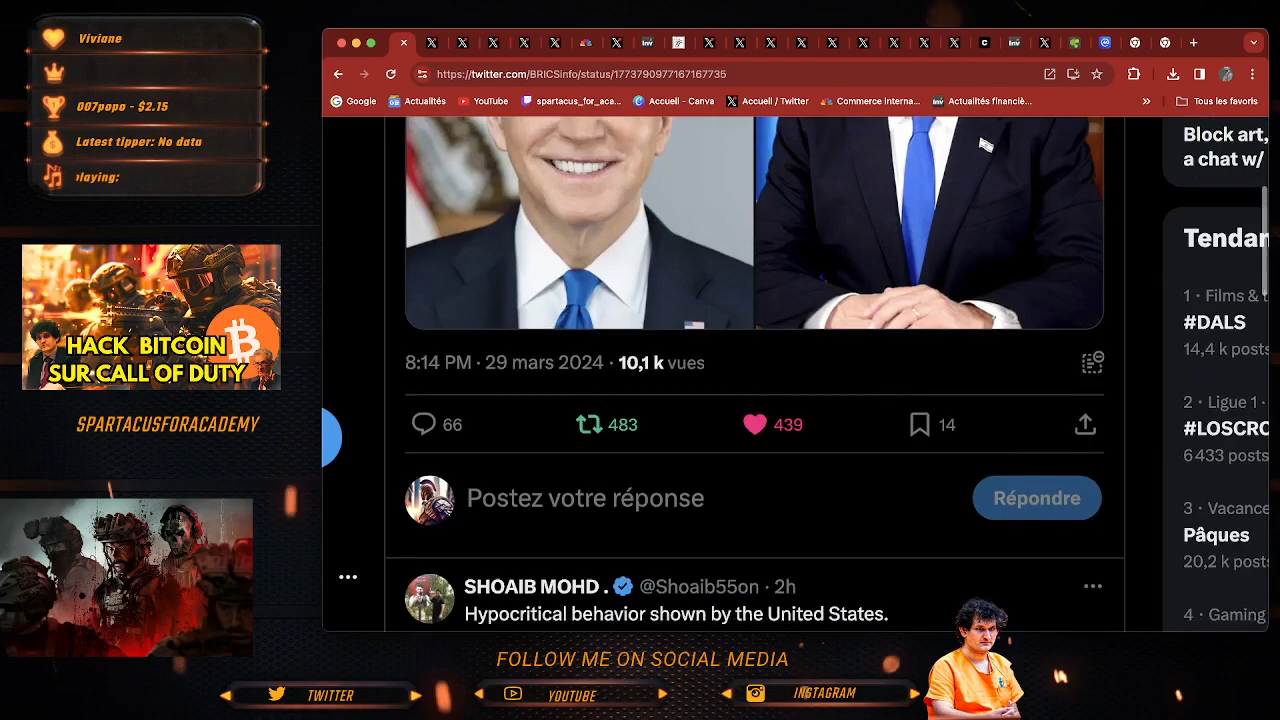 Viviane
007popo - $2.15
Latest tipper: No data
playing:
HACK BITCOIN
SUR CALL OF DUTY
SPARTACUSFORACADEMY
https://twitter.com/BRICSinfo/status/1773790977167167735
Google
Actualités
YouTube
spartacus_for_aca...
Accueil - Canva
Accueil / Twitter
Commerce Interna...
Actualités financiè...
Tous les favoris
Block art,
a chat w/
8:14 PM · 29 mars 2024 · 10,1 k vues
66
483
439
14
Postez votre réponse
Répondre
SHOAIB MOHD . @Shoaib55on · 2h
Hypocritical behavior shown by the United States.
Tendan
1 · Films &
#DALS
14,4 k posts
2 · Ligue 1 ·
#LOSCRC
6 433 posts
3 · Vacance
Pâques
20,2 k posts
4 · Gaming
FOLLOW ME ON SOCIAL MEDIA
TWITTER
YOUTUBE
INSTAGRAM